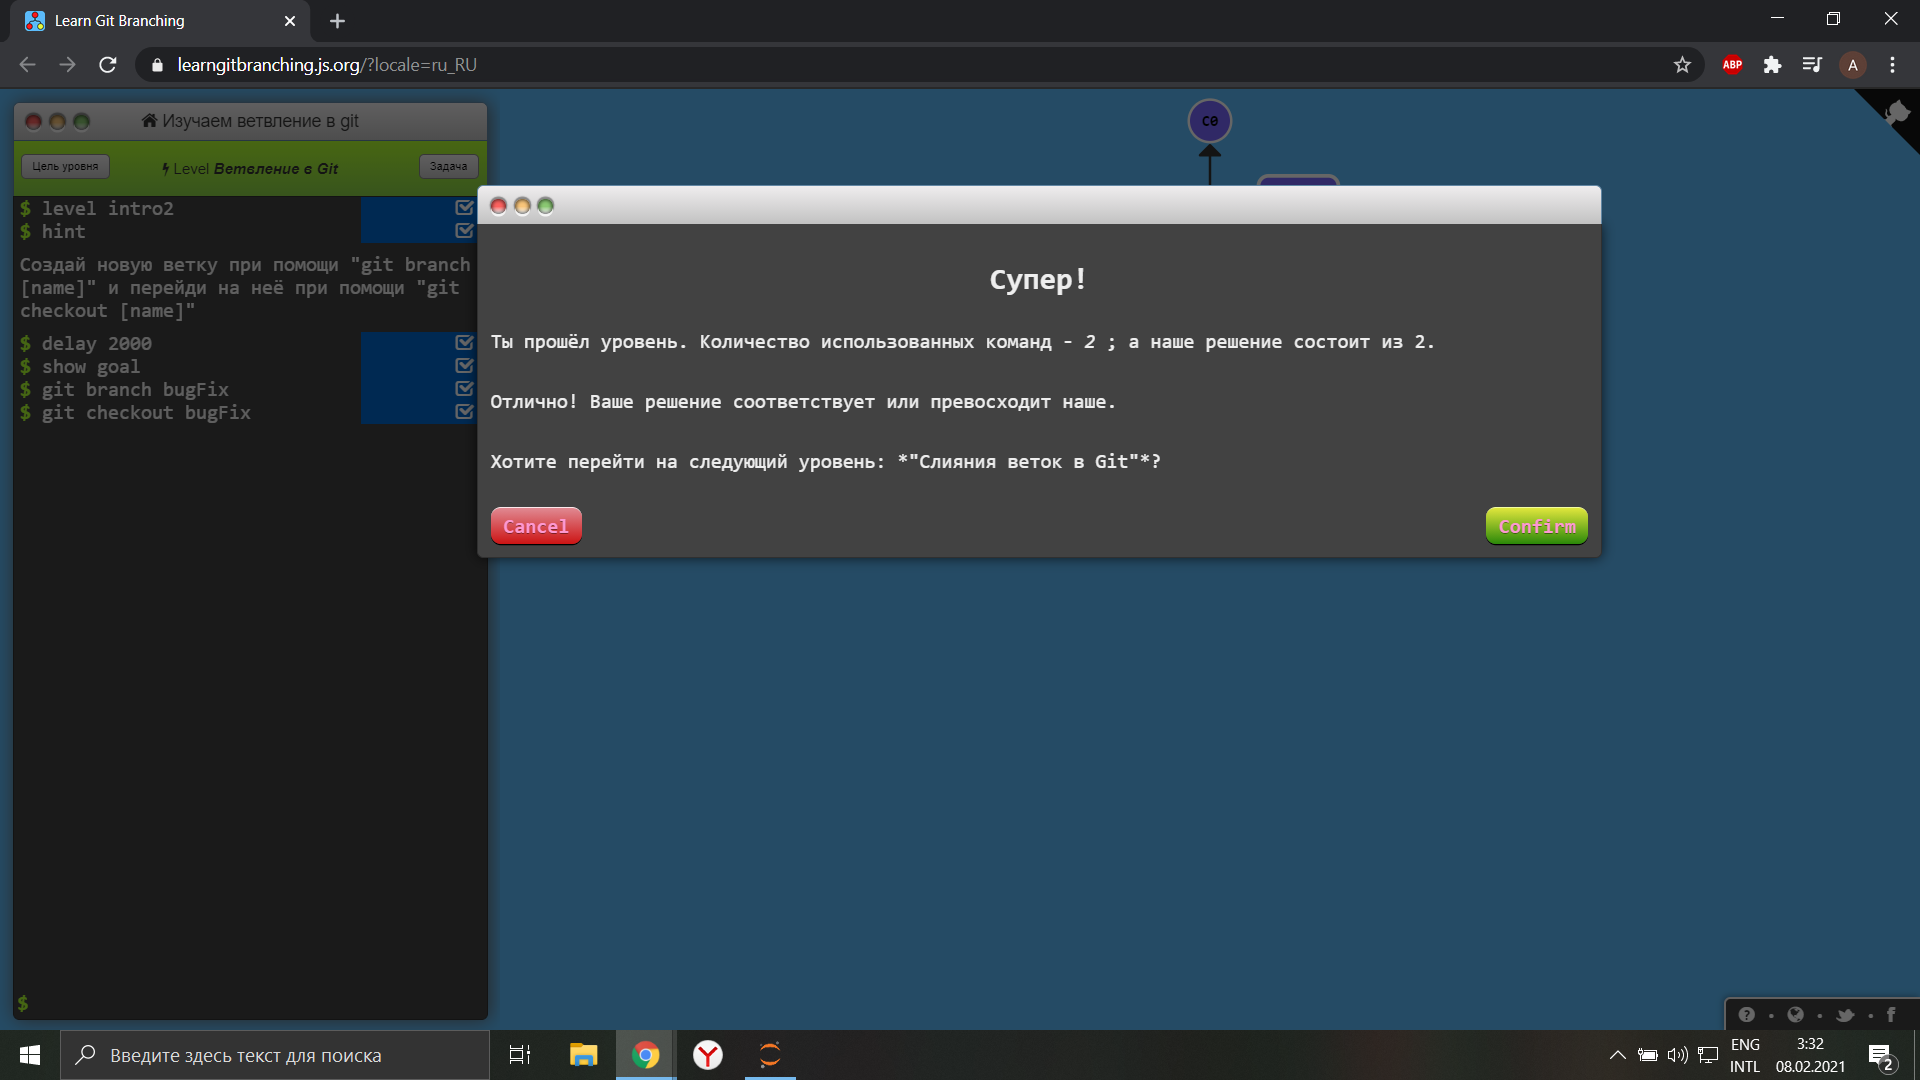 Learn Git Branching
learngitbranching.js.org/?locale=ru_RU
ABP
A
Изучаем ветвление в git
Цель уровня
Level Ветвление в Git
Задача
$ level intro2
$ hint
Создай новую ветку при помощи "git branch
[name]" и перейди на неё при помощи "git
checkout [name]"
$ delay 2000
$ show goal
$ git branch bugFix
$ git checkout bugFix
$
C0
Супер!
Ты прошёл уровень. Количество использованных команд - 2 ; а наше решение состоит из 2.
Отлично! Ваше решение соответствует или превосходит наше.
Хотите перейти на следующий уровень: *"Слияния веток в Git"*?
Cancel
Confirm
Введите здесь текст для поиска
ENG
INTL
3:32
08.02.2021
2